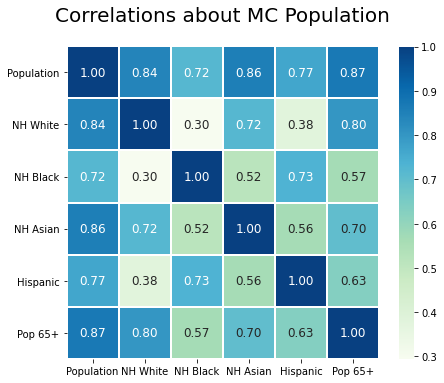 Correlations about MC Population
Population 1.00 0.84 0.72 0.86 0.77 0.87
NH White 0.84 1.00 0.30 0.72 0.38 0.80
NH Black 0.72 0.30 1.00 0.52 0.73 0.57
NH Asian 0.86 0.72 0.52 1.00 0.56 0.70
Hispanic 0.77 0.38 0.73 0.56 1.00 0.63
Pop 65+ 0.87 0.80 0.57 0.70 0.63 1.00
Population NH White NH Black NH Asian Hispanic Pop 65+
1.0
0.9
0.8
0.7
0.6
0.5
0.4
0.3